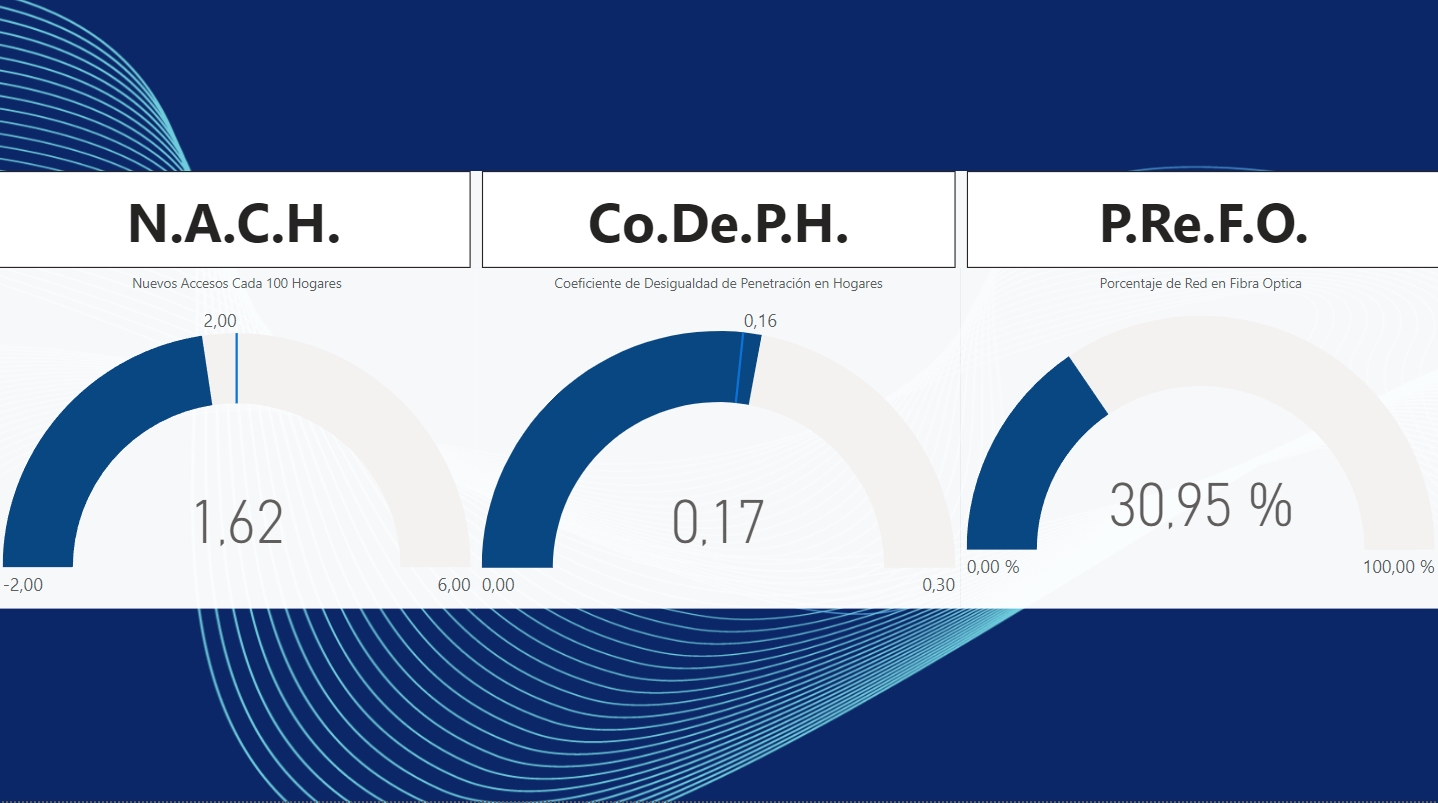 N.A.C.H.
Nuevos Accesos Cada 100 Hogares
2,00
1,62
-2,00
6,00
Co.De.P.H.
Coeficiente de Desigualdad de Penetración en Hogares
0,16
0,17
0,00
0,30
P.Re.F.O.
Porcentaje de Red en Fibra Optica
30,95 %
0,00 %
100,00 %